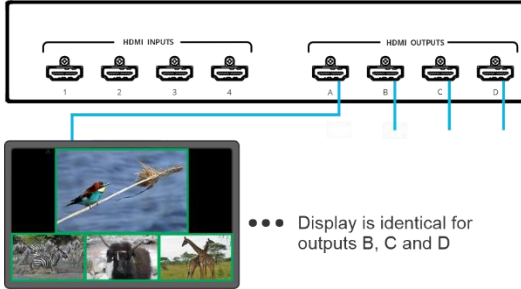 HDMI INPUTS HDMI OUTPUTS
1 2 3 4 A B C D
Display is identical for
outputs B, C and D